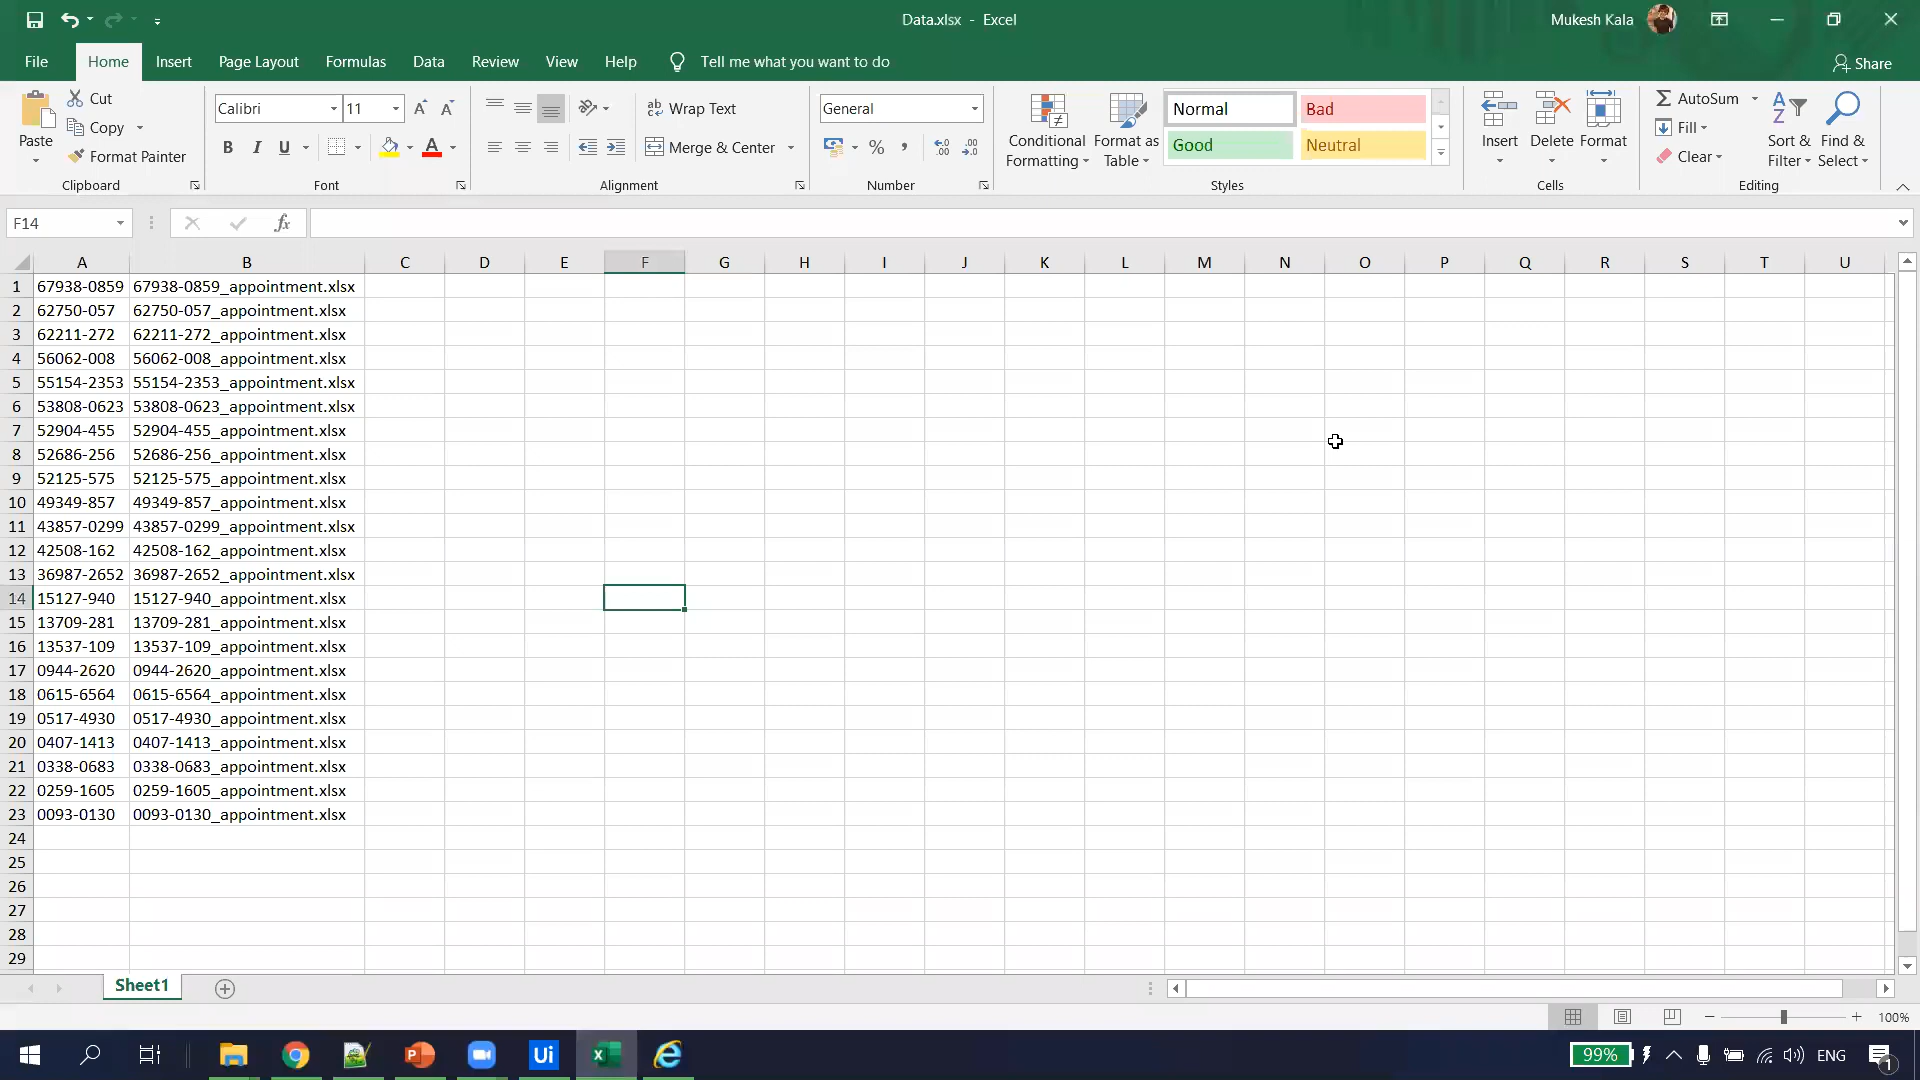 Data.xlsx - Excel
Mukesh Kala
File Home Insert Page Layout Formulas Data Review View Help Tell me what you want to do
Share
Paste
Cut
Copy
Format Painter
Clipboard
Calibri 11
B I U
Font
Wrap Text
Merge & Center
Alignment
General
Number
Conditional Formatting
Format as Table
Normal Bad
Good Neutral
Styles
Insert Delete Format
Cells
AutoSum
Fill
Clear
Sort & Filter
Find & Select
Editing
F14
fx
A B C D E F G H I J K L M N O P Q R S T U
1 67938-0859 67938-0859_appointment.xlsx
2 62750-057 62750-057_appointment.xlsx
3 62211-272 62211-272_appointment.xlsx
4 56062-008 56062-008_appointment.xlsx
5 55154-2353 55154-2353_appointment.xlsx
6 53808-0623 53808-0623_appointment.xlsx
7 52904-455 52904-455_appointment.xlsx
8 52686-256 52686-256_appointment.xlsx
9 52125-575 52125-575_appointment.xlsx
10 49349-857 49349-857_appointment.xlsx
11 43857-0299 43857-0299_appointment.xlsx
12 42508-162 42508-162_appointment.xlsx
13 36987-2652 36987-2652_appointment.xlsx
14 15127-940 15127-940_appointment.xlsx
15 13709-281 13709-281_appointment.xlsx
16 13537-109 13537-109_appointment.xlsx
17 0944-2620 0944-2620_appointment.xlsx
18 0615-6564 0615-6564_appointment.xlsx
19 0517-4930 0517-4930_appointment.xlsx
20 0407-1413 0407-1413_appointment.xlsx
21 0338-0683 0338-0683_appointment.xlsx
22 0259-1605 0259-1605_appointment.xlsx
23 0093-0130 0093-0130_appointment.xlsx
24
25
26
27
28
29
Sheet1
100%
Ui
99%
ENG
1